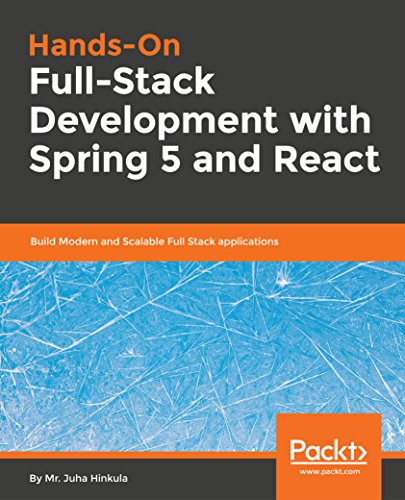 Hands-On
Full-Stack
Development with
Spring 5 and React
Build Modern and Scalable Full Stack applications
Packt>
www.packt.com
By Mr. Juha Hinkula